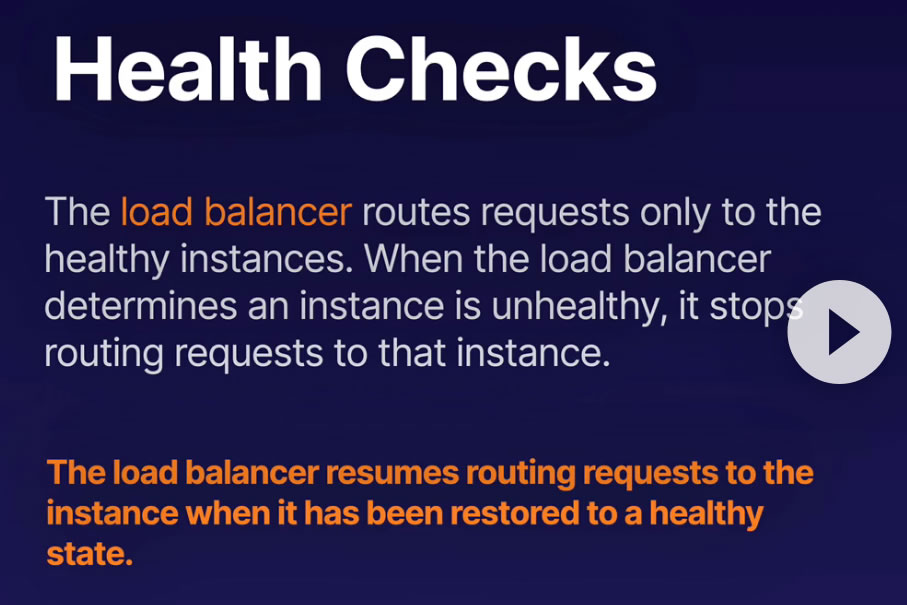 Health Checks
The load balancer routes requests only to the
healthy instances. When the load balancer
determines an instance is unhealthy, it stops
routing requests to that instance.
The load balancer resumes routing requests to the
instance when it has been restored to a healthy
state.